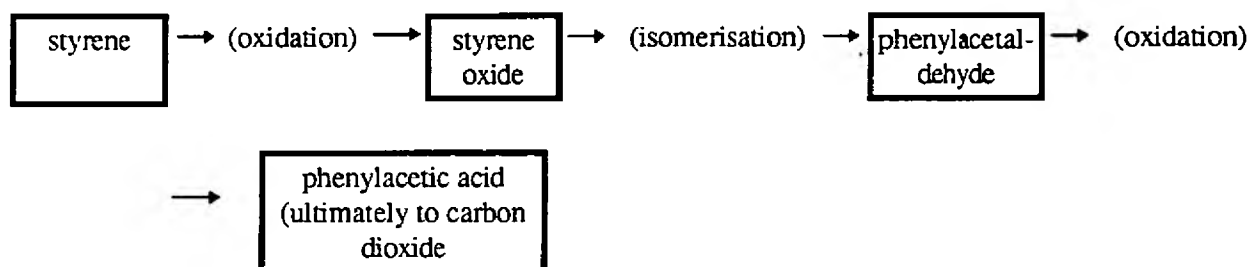 styrene → (oxidation) → styrene → (isomerisation) → phenylacetal- → (oxidation)
oxide dehyde
→ phenylacetic acid
(ultimately to carbon
dioxide